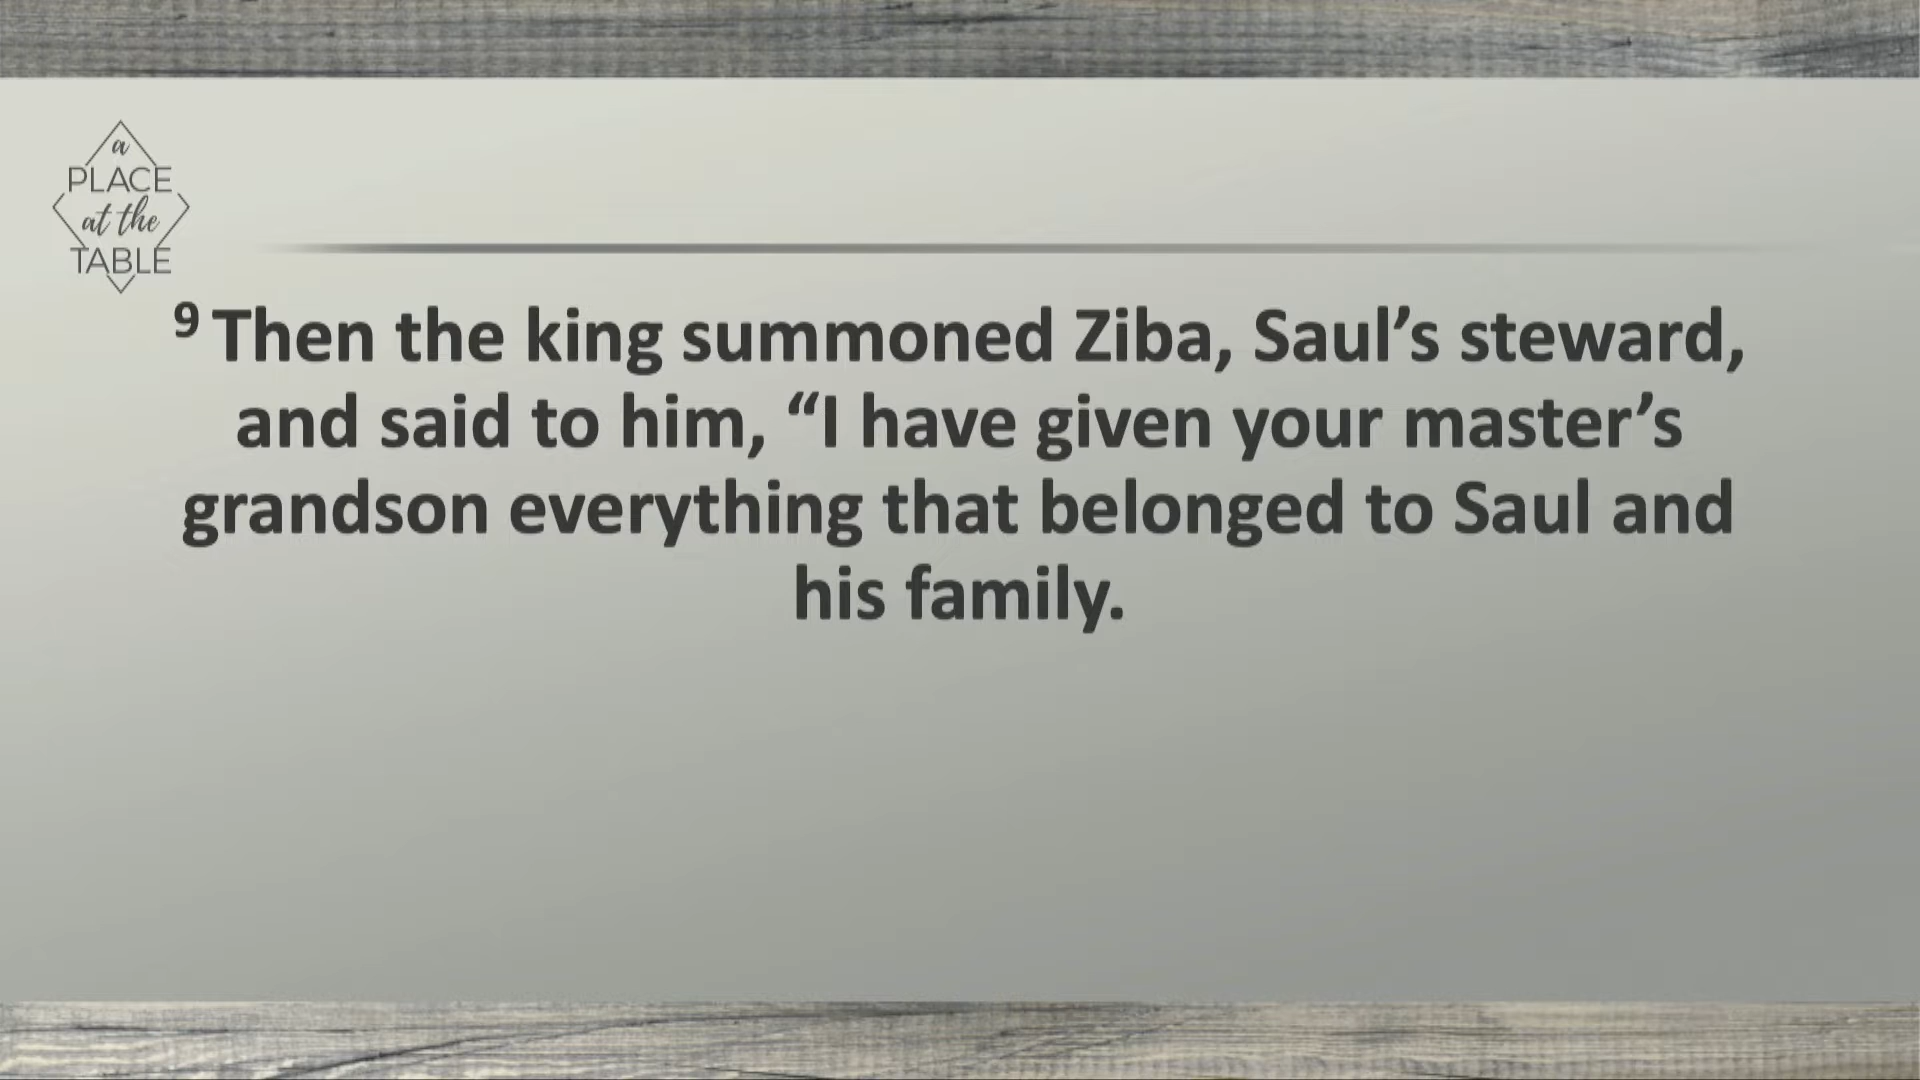 a
PLACE
at the
TABLE
9 Then the king summoned Ziba, Saul’s steward,
and said to him, “I have given your master’s
grandson everything that belonged to Saul and
his family.